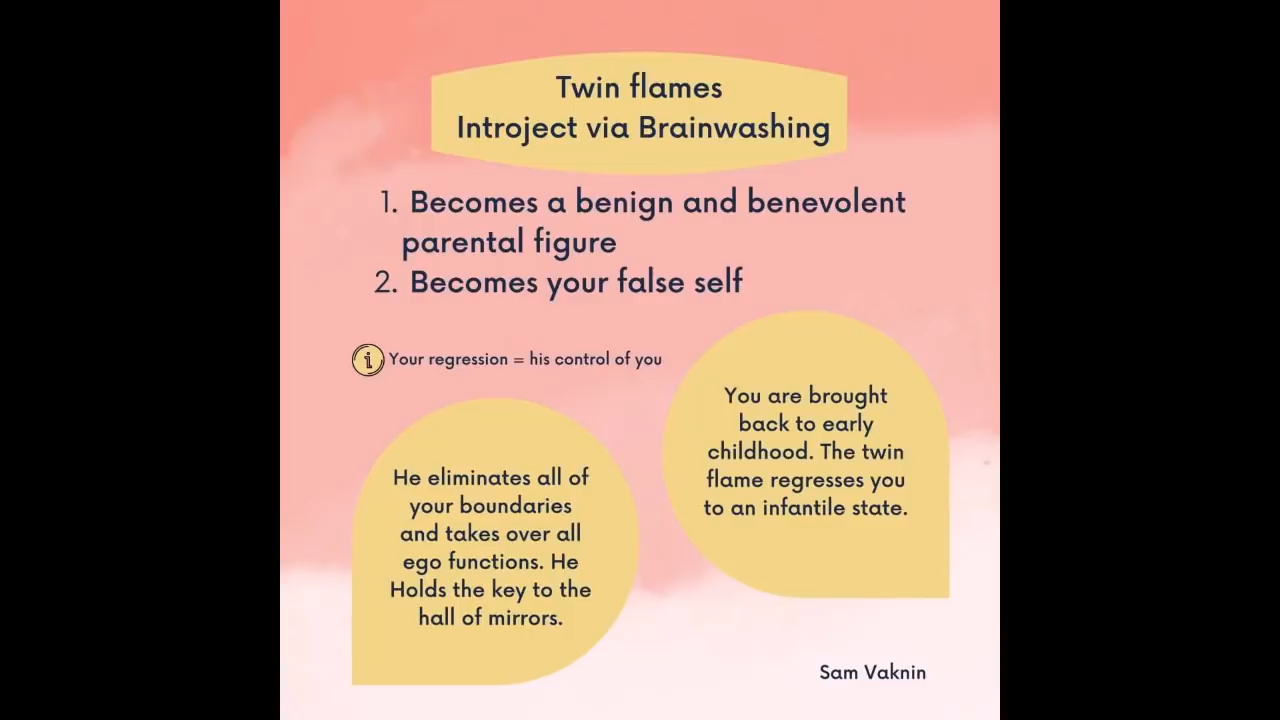 Twin flames
Introject via Brainwashing
1. Becomes a benign and benevolent
parental figure
2. Becomes your false self
i Your regression = his control of you
You are brought
back to early
childhood. The twin
flame regresses you
to an infantile state.
He eliminates all of
your boundaries
and takes over all
ego functions. He
Holds the key to the
hall of mirrors.
Sam Vaknin